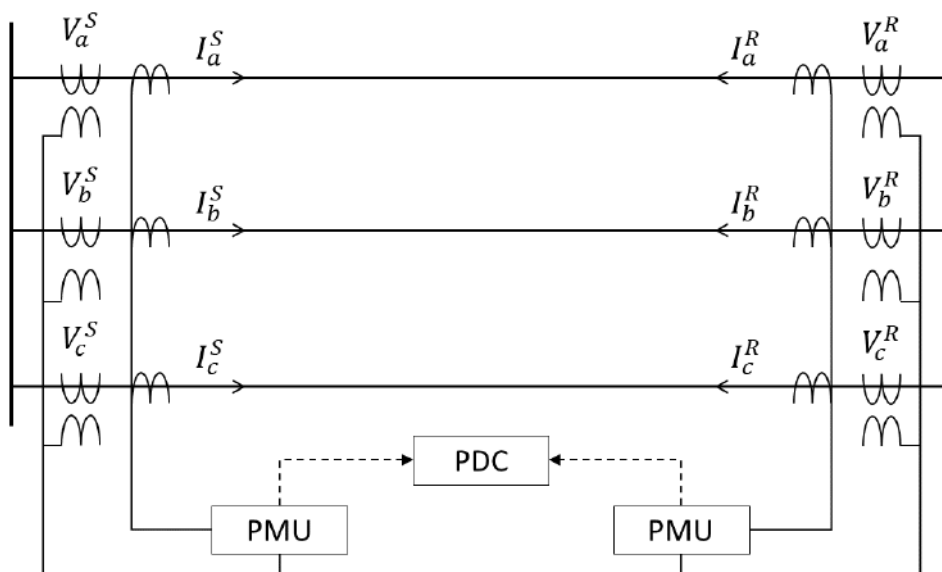 V_a^S I_a^S I_a^R V_a^R
V_b^S I_b^S I_b^R V_b^R
V_c^S I_c^S I_c^R V_c^R
PDC
PMU PMU